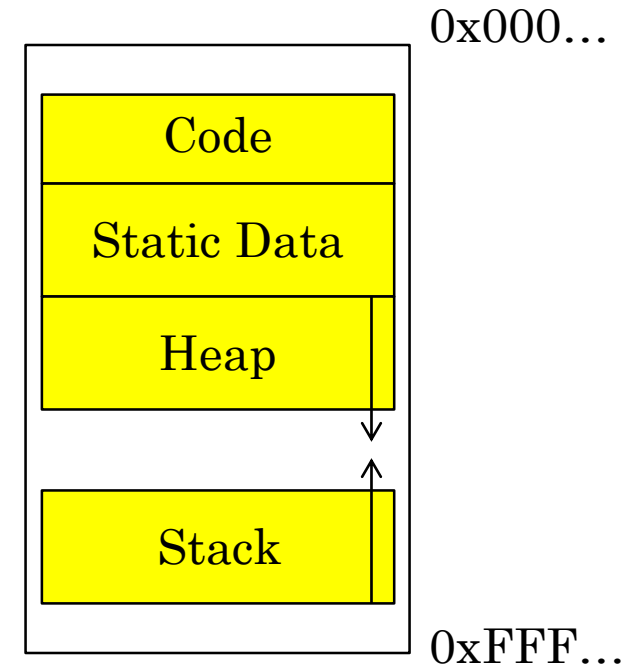 0x000…
Code
Static Data
Heap
Stack
0xFFF…